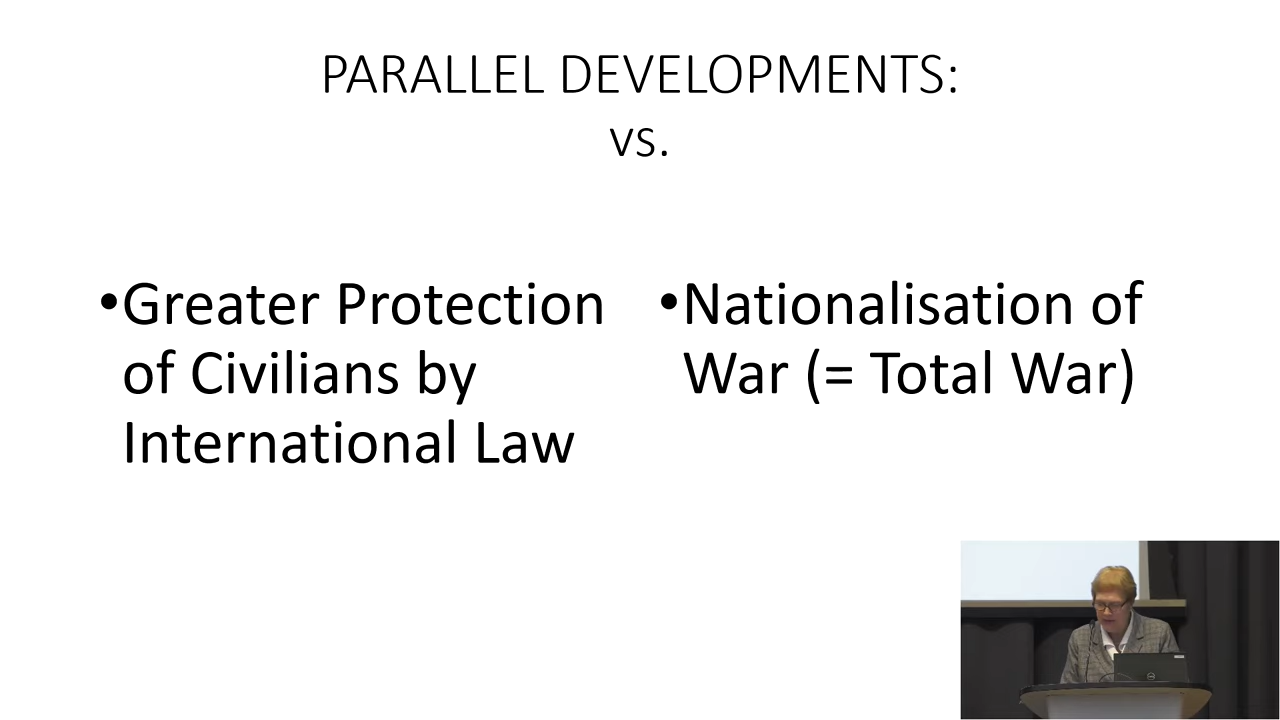 PARALLEL DEVELOPMENTS:
vs.
•Greater Protection
of Civilians by
International Law
•Nationalisation of
War (= Total War)